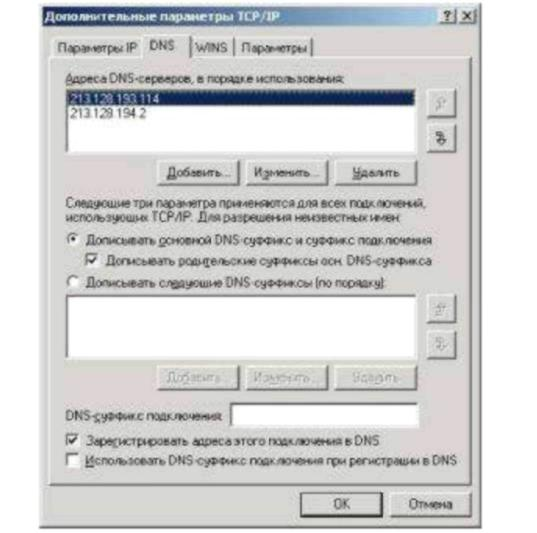 Дополнительные параметры TCP/IP
Параметры IP DNS WINS Параметры
Адреса DNS-серверов, в порядке использования:
213.128.193.114
213.128.194.2
Добавить... Изменить... Удалить
Следующие три параметра применяются для всех подключений,
использующих TCP/IP. Для разрешения неизвестных имен:
Дописывать основной DNS-суффикс и суффикс подключения
Дописывать родительские суффиксы осн. DNS-суффикса
Дописывать следующие DNS-суффиксы (по порядку):
Добавить... Изменить... Удалить
DNS-суффикс подключения:
Зарегистрировать адреса этого подключения в DNS
Использовать DNS-суффикс подключения при регистрации в DNS
OK Отмена